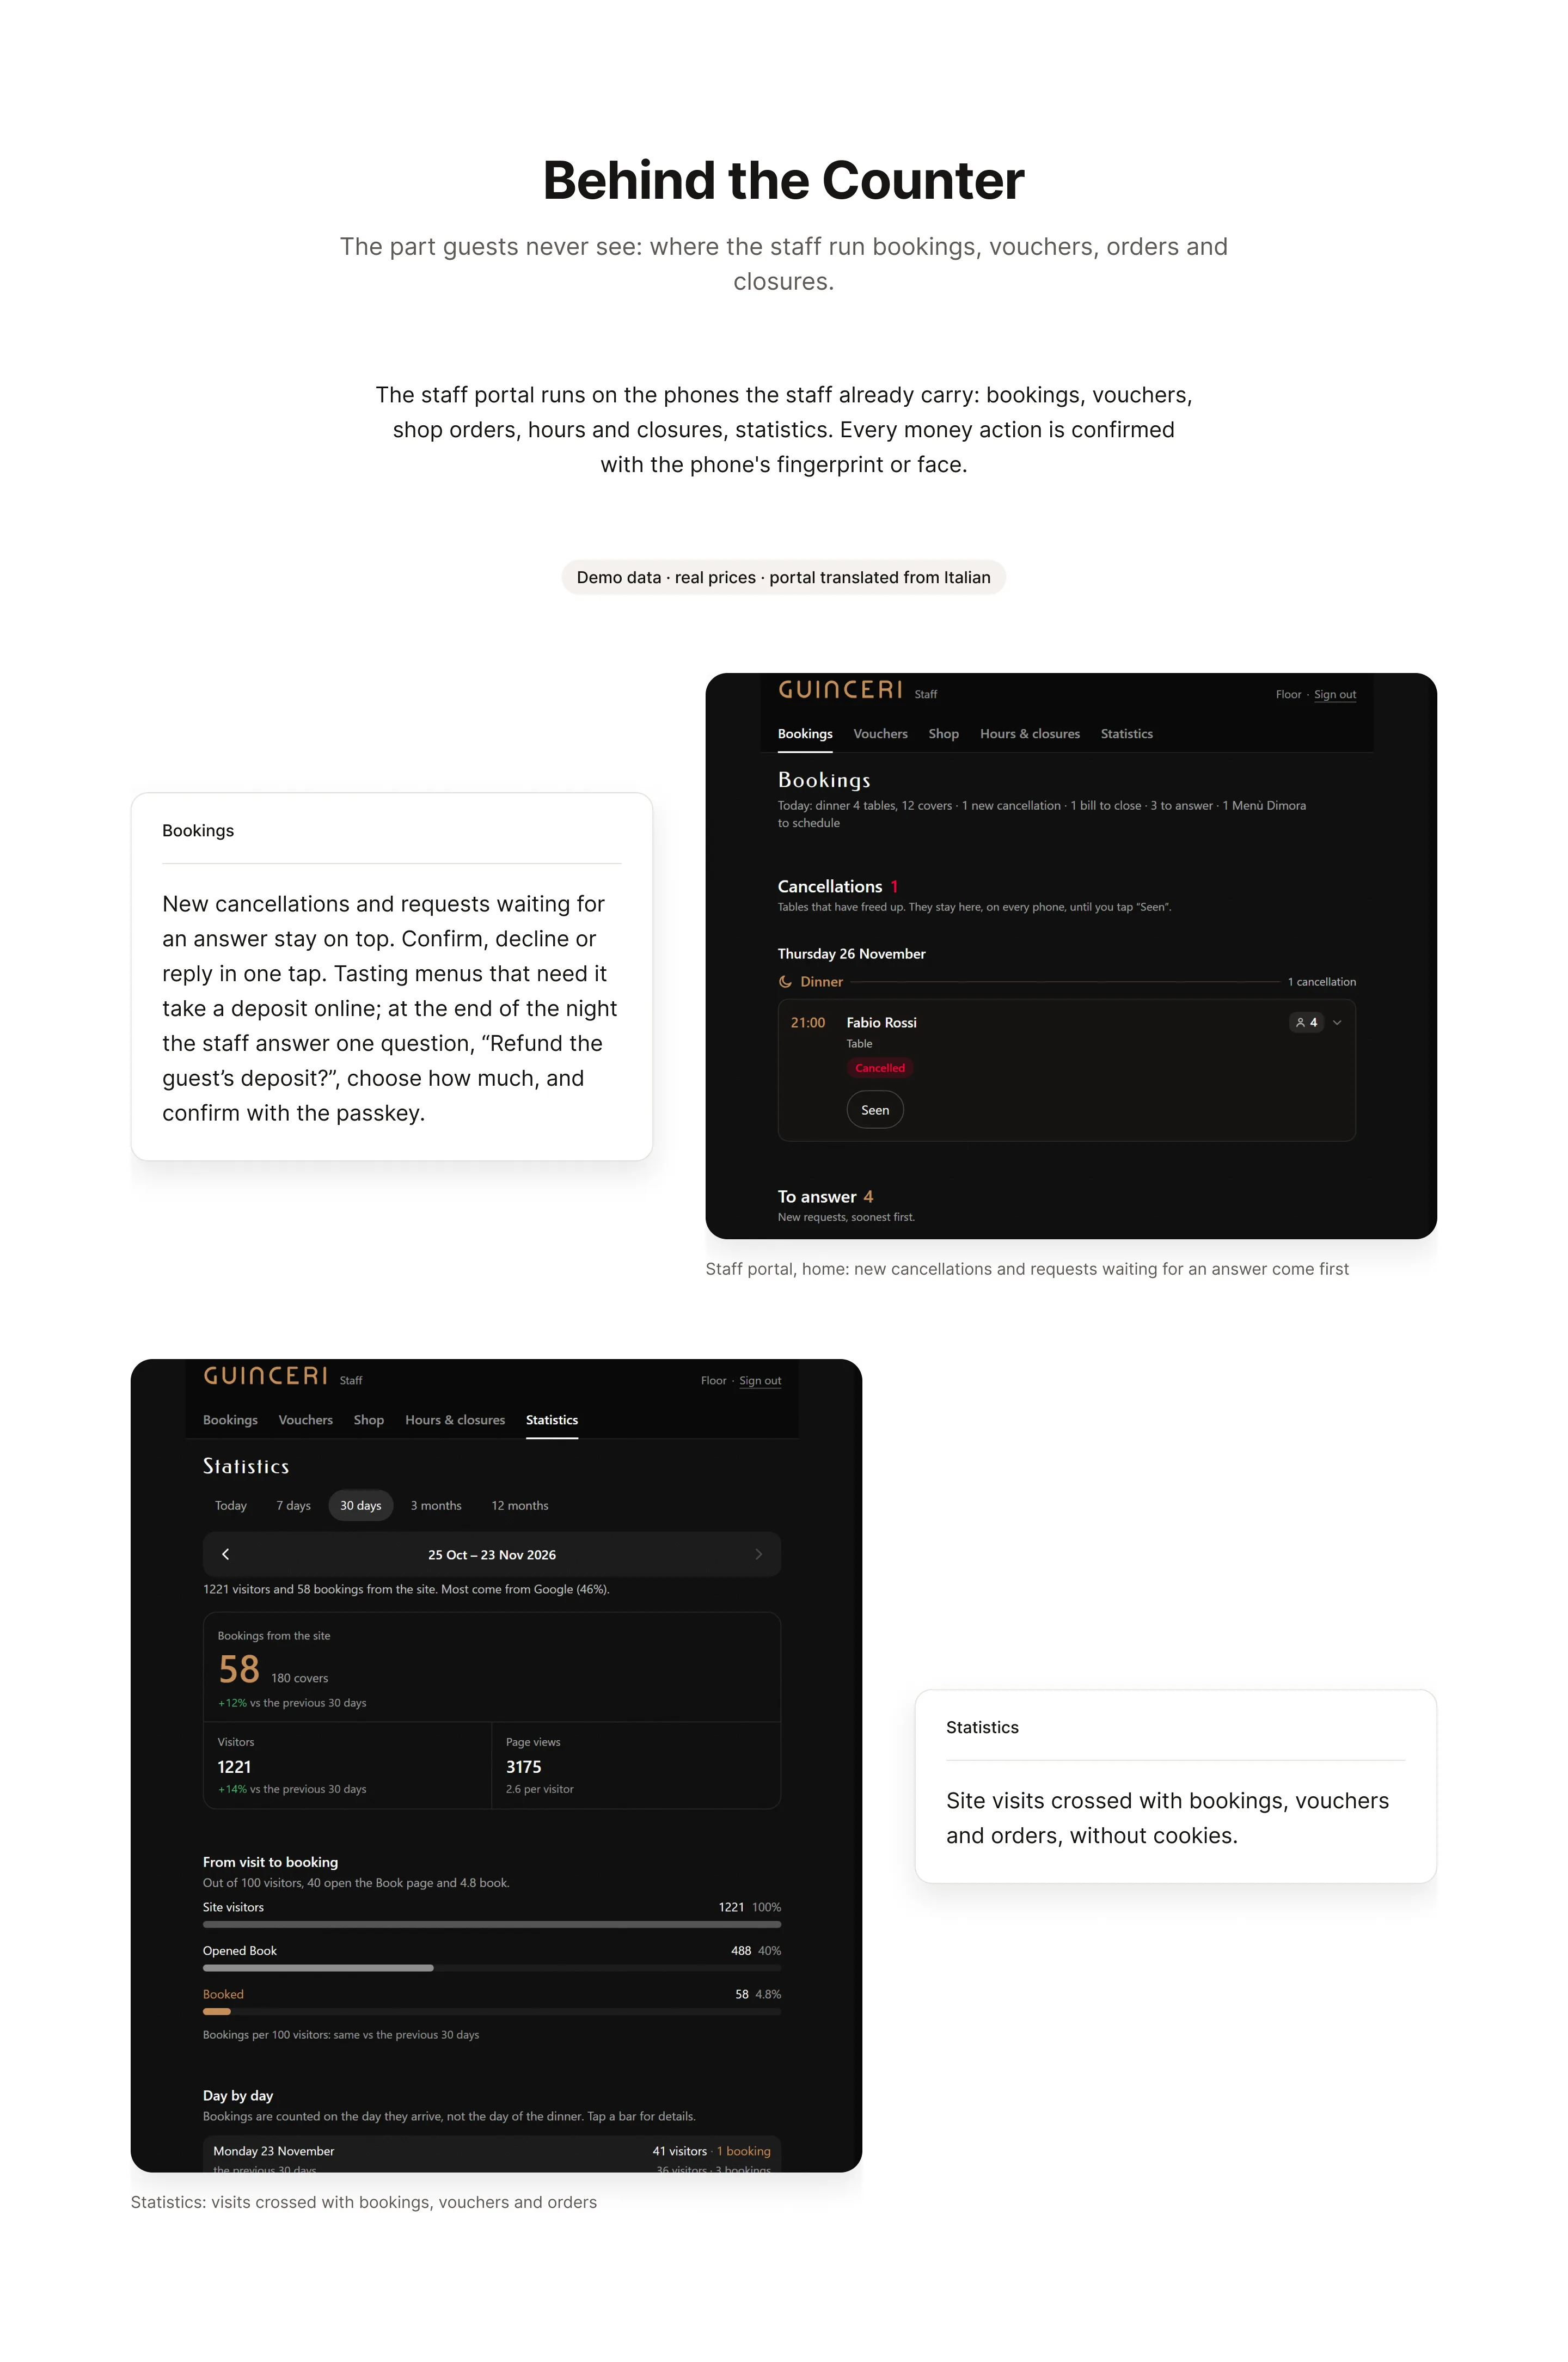 Behind the Counter
The part guests never see: where the staff run bookings, vouchers, orders and
closures.
The staff portal runs on the phones the staff already carry: bookings, vouchers,
shop orders, hours and closures, statistics. Every money action is confirmed
with the phone's fingerprint or face.
Demo data · real prices · portal translated from Italian
Bookings
New cancellations and requests waiting for
an answer stay on top. Confirm, decline or
reply in one tap. Tasting menus that need it
take a deposit online; at the end of the night
the staff answer one question, “Refund the
guest’s deposit?”, choose how much, and
confirm with the passkey.
GUINCERI Staff Floor · Sign out
Bookings Vouchers Shop Hours & closures Statistics
Bookings
Today: dinner 4 tables, 12 covers · 1 new cancellation · 1 bill to close · 3 to answer · 1 Menù Dimora
to schedule
Cancellations 1
Tables that have freed up. They stay here, on every phone, until you tap “Seen”.
Thursday 26 November
Dinner 1 cancellation
21:00 Fabio Rossi 4
Table
Cancelled
Seen
To answer 4
New requests, soonest first.
Staff portal, home: new cancellations and requests waiting for an answer come first
GUINCERI Staff Floor · Sign out
Bookings Vouchers Shop Hours & closures Statistics
Statistics
Today 7 days 30 days 3 months 12 months
25 Oct – 23 Nov 2026
1221 visitors and 58 bookings from the site. Most come from Google (46%).
Bookings from the site
58 180 covers
+12% vs the previous 30 days
Visitors Page views
1221 3175
+14% vs the previous 30 days 2.6 per visitor
From visit to booking
Out of 100 visitors, 40 open the Book page and 4.8 book.
Site visitors 1221 100%
Opened Book 488 40%
Booked 58 4.8%
Bookings per 100 visitors: same vs the previous 30 days
Day by day
Bookings are counted on the day they arrive, not the day of the dinner. Tap a bar for details.
Monday 23 November 41 visitors · 1 booking
the previous 30 days 36 visitors · 3 bookings
Statistics: visits crossed with bookings, vouchers and orders
Statistics
Site visits crossed with bookings, vouchers
and orders, without cookies.